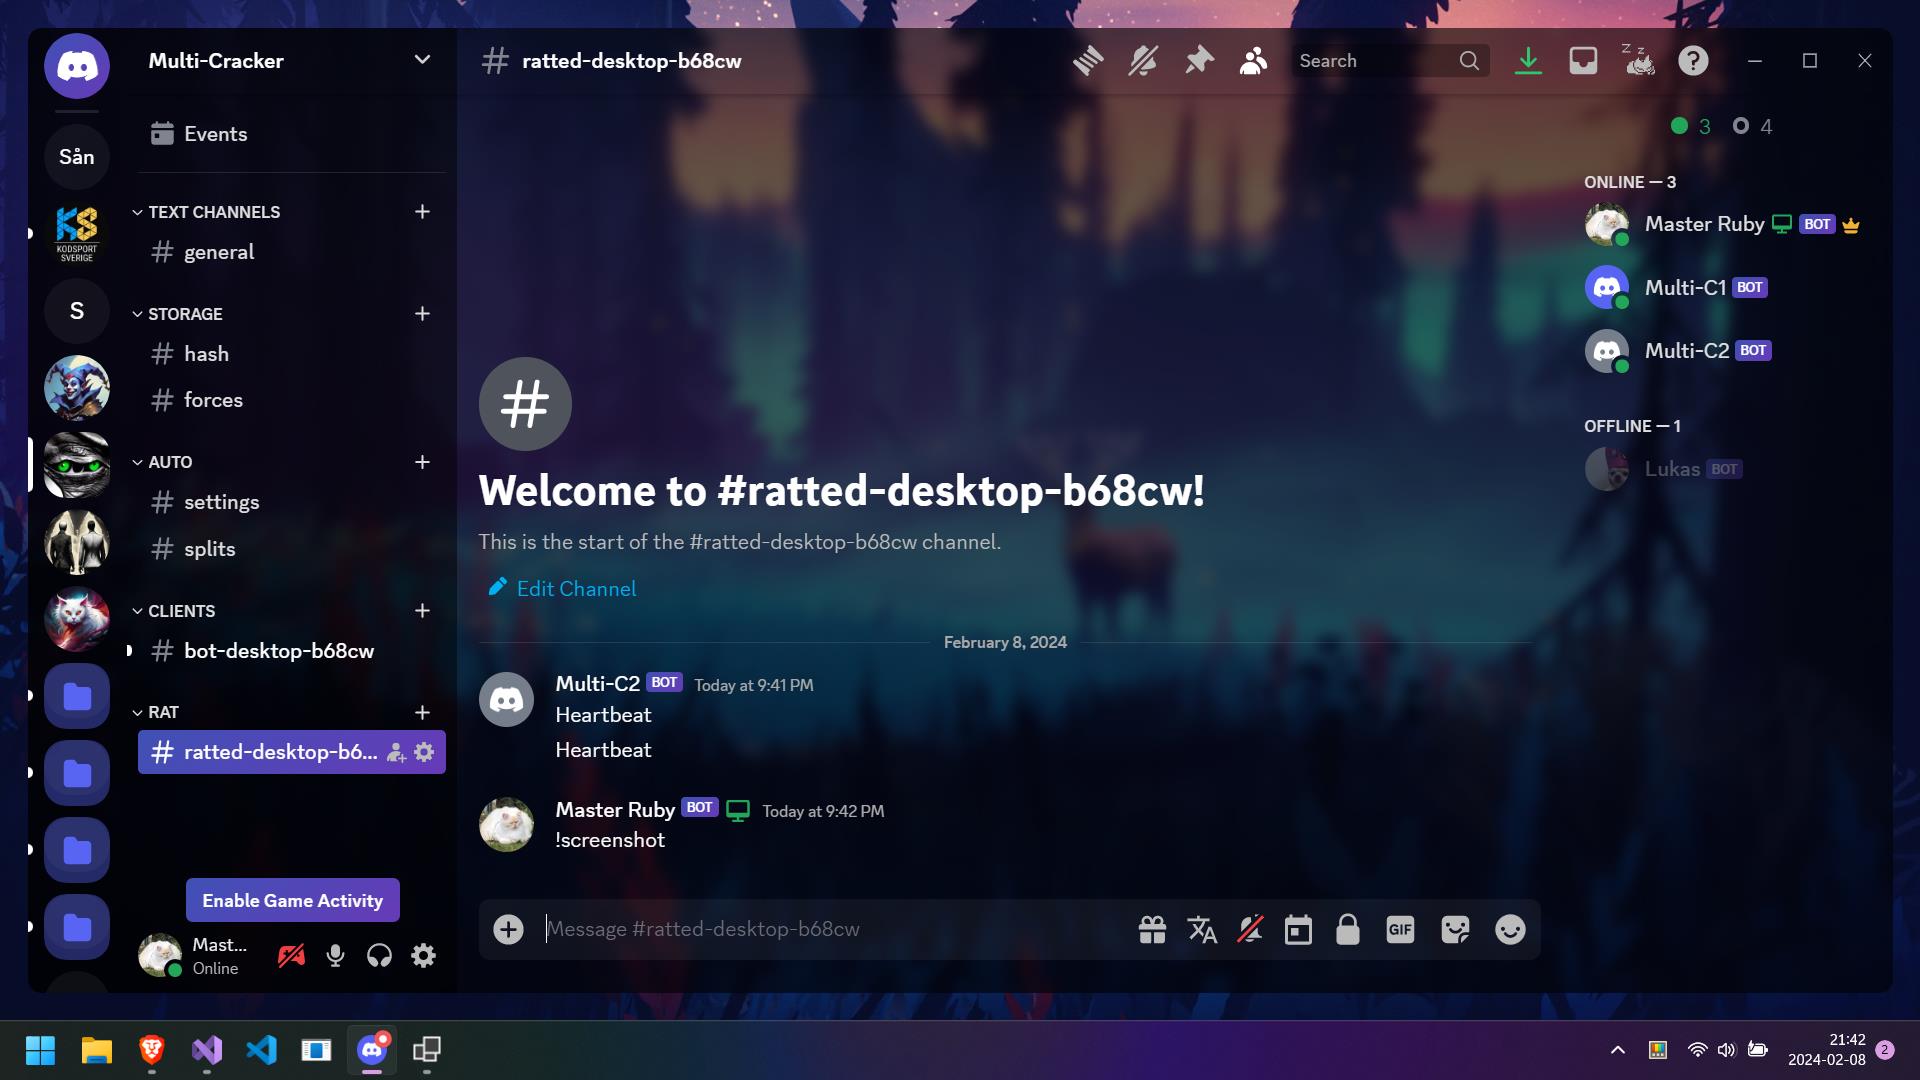 Multi-Cracker
ratted-desktop-b68cw
Search
Events
Sån
3
4
ONLINE — 3
TEXT CHANNELS
general
Master Ruby BOT
KS
KODSPORT
SVERIGE
Multi-C1 BOT
S
STORAGE
hash
Multi-C2 BOT
forces
OFFLINE — 1
Lukas BOT
AUTO
settings
splits
Welcome to #ratted-desktop-b68cw!
This is the start of the #ratted-desktop-b68cw channel.
Edit Channel
CLIENTS
bot-desktop-b68cw
February 8, 2024
RAT
ratted-desktop-b6...
Multi-C2 BOT Today at 9:41 PM
Heartbeat
Heartbeat
Master Ruby BOT Today at 9:42 PM
!screenshot
Enable Game Activity
Mast...
Online
Message #ratted-desktop-b68cw
GIF
21:42
2024-02-08
2